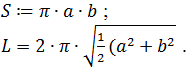 S ≔ π · a · b ;
L = 2 · π · √(1/2 (a² + b² .